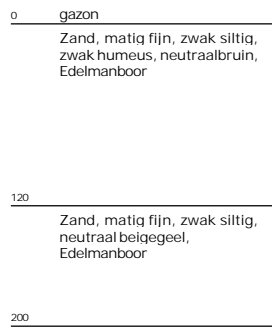 0 gazon
Zand, matig fijn, zwak siltig,
zwak humeus, neutraalbruin,
Edelmanboor
120
Zand, matig fijn, zwak siltig,
neutraal beigegeel,
Edelmanboor
200